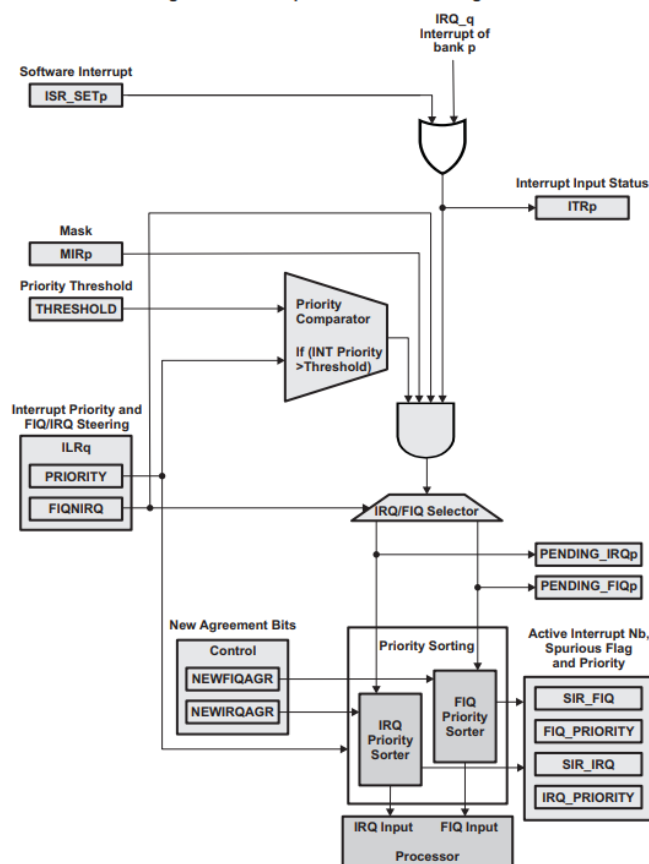 IRQ_q
Interrupt of
bank p
Software Interrupt
ISR_SETp
Interrupt Input Status
ITRp
Mask
MIRp
Priority Threshold
THRESHOLD
Priority
Comparator
If (INT Priority
>Threshold)
Interrupt Priority and
FIQ/IRQ Steering
ILRq
PRIORITY
FIQNIRQ
IRQ/FIQ Selector
PENDING_IRQp
PENDING_FIQp
New Agreement Bits
Control
NEWFIQAGR
NEWIRQAGR
Priority Sorting
IRQ
Priority
Sorter
FIQ
Priority
Sorter
Active Interrupt Nb,
Spurious Flag
and Priority
SIR_FIQ
FIQ_PRIORITY
SIR_IRQ
IRQ_PRIORITY
IRQ Input
FIQ Input
Processor